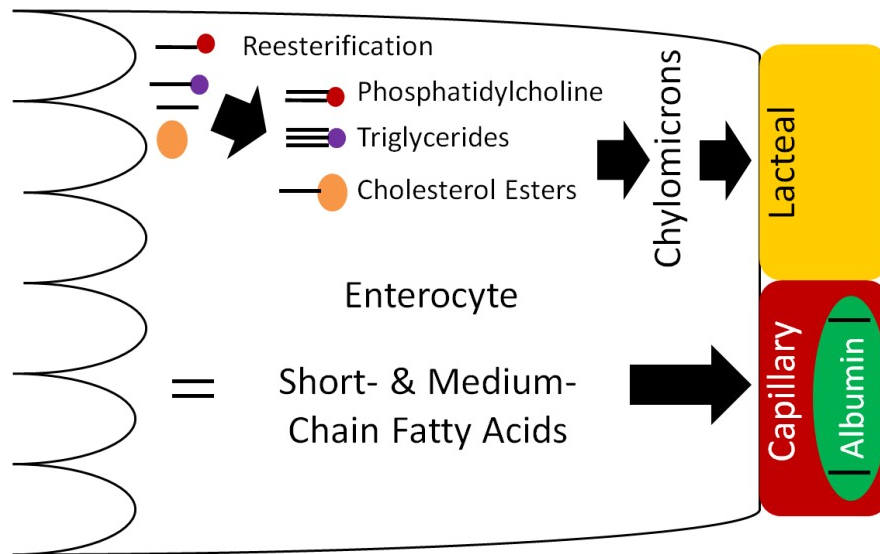 Reesterification
Phosphatidylcholine
Triglycerides
Cholesterol Esters
Chylomicrons
Lacteal
Enterocyte
Short- & Medium-
Chain Fatty Acids
Capillary
Albumin